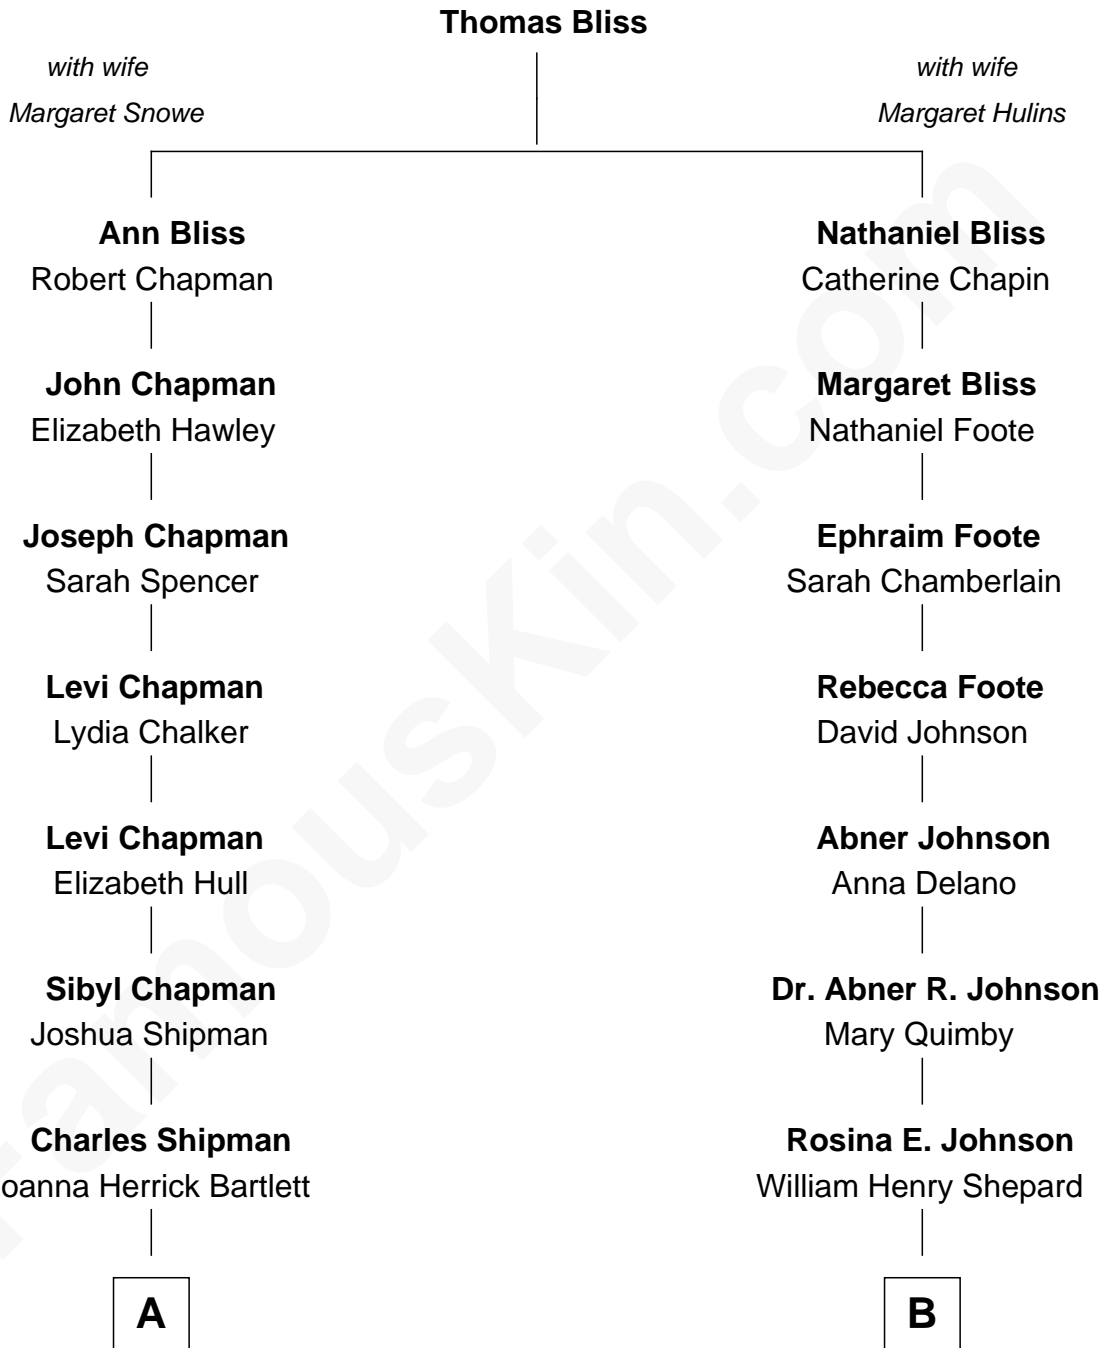 Thomas Bliss
with wife
Margaret Snowe
with wife
Margaret Hulins
Ann Bliss
Robert Chapman
Nathaniel Bliss
Catherine Chapin
John Chapman
Elizabeth Hawley
Margaret Bliss
Nathaniel Foote
Joseph Chapman
Sarah Spencer
Ephraim Foote
Sarah Chamberlain
Levi Chapman
Lydia Chalker
Rebecca Foote
David Johnson
Levi Chapman
Elizabeth Hull
Abner Johnson
Anna Delano
Sibyl Chapman
Joshua Shipman
Dr. Abner R. Johnson
Mary Quimby
Charles Shipman
oanna Herrick Bartlett
Rosina E. Johnson
William Henry Shepard
A
B
FamousKin.com